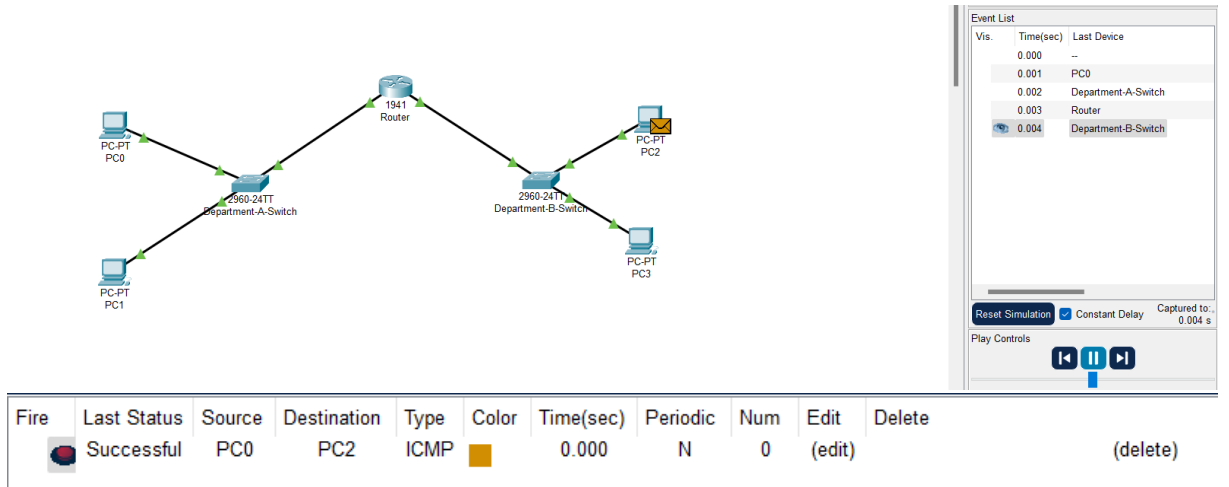 1941
Router
PC-PT
PC0
PC-PT
PC2
2960-24TT
Department-A-Switch
2960-24TT
Department-B-Switch
PC-PT
PC3
PC-PT
PC1
Event List
Vis. Time(sec) Last Device
0.000 --
0.001 PC0
0.002 Department-A-Switch
0.003 Router
0.004 Department-B-Switch
Reset Simulation Constant Delay Captured to:
0.004 s
Play Controls
Fire Last Status Source Destination Type Color Time(sec) Periodic Num Edit Delete
Successful PC0 PC2 ICMP 0.000 N 0 (edit) (delete)